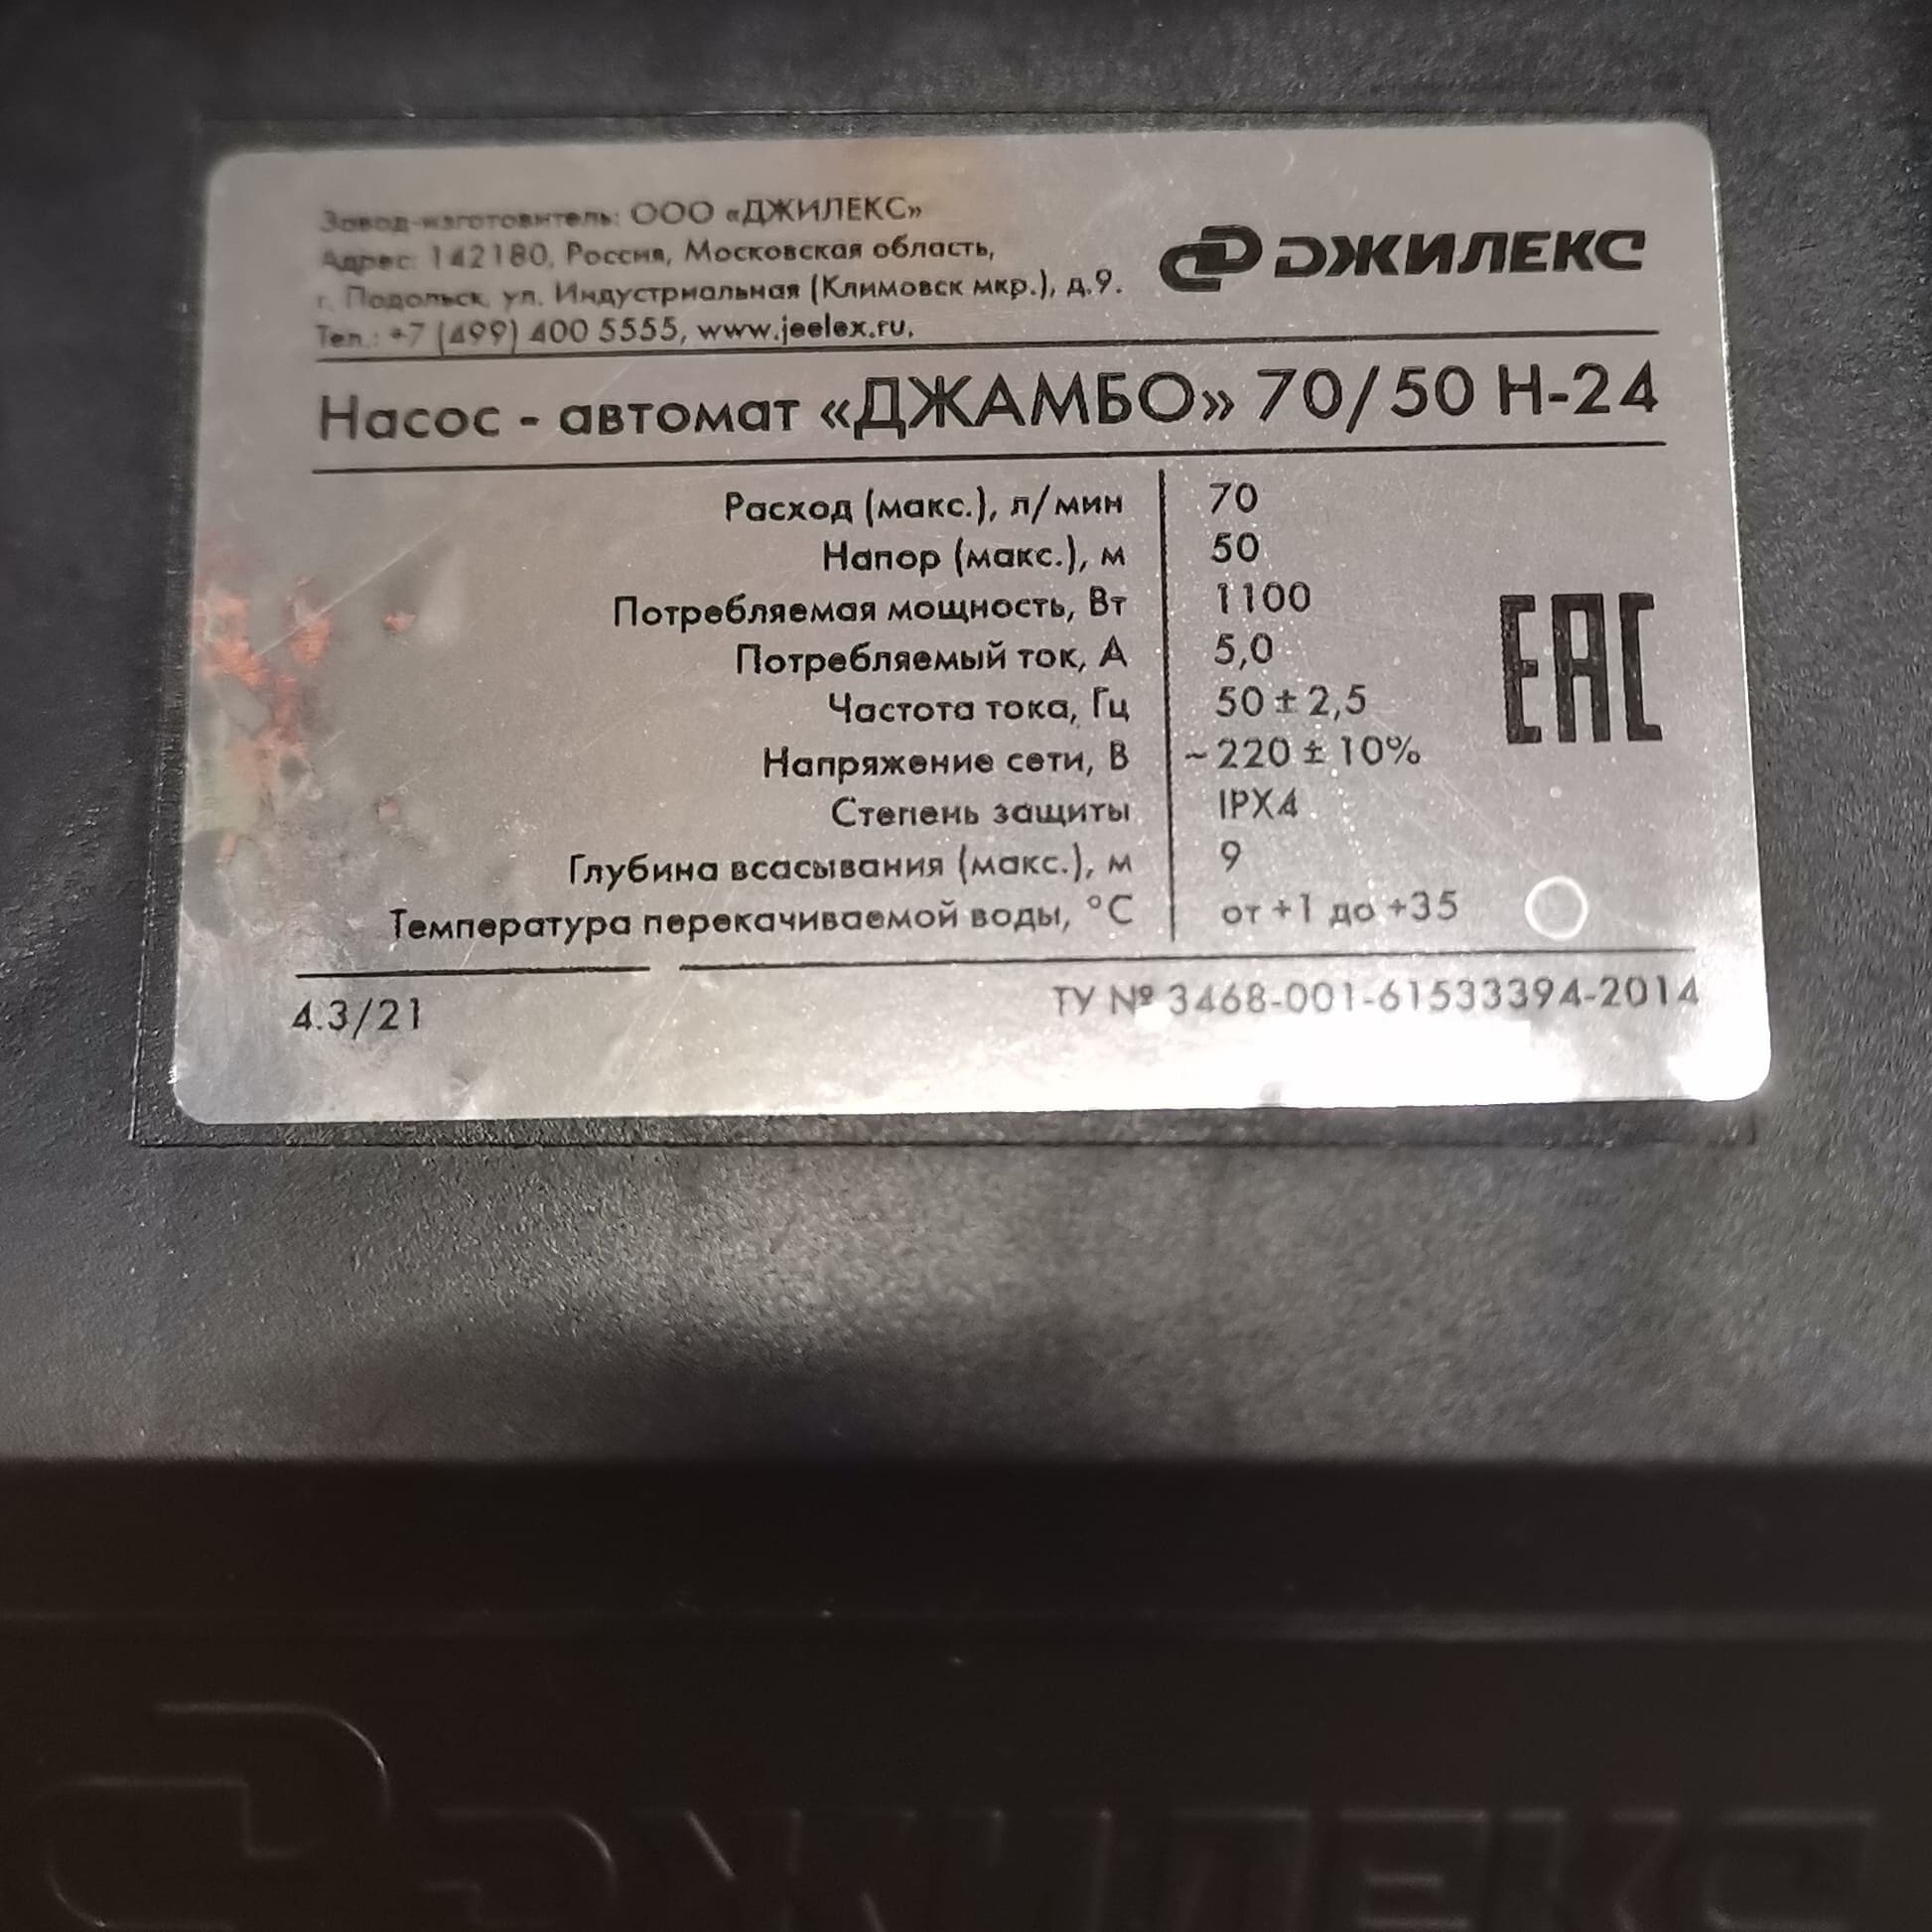 Завод-изготовитель: ООО «ДЖИЛЕКС»
Адрес: 142180, Россия, Московская область,
г. Подольск, ул. Индустриальная (Климовск мкр.), д.9.
Тел.: +7 (499) 400 5555, www.jeelex.ru.
ДЖИЛЕКС
Насос - автомат «ДЖАМБО» 70/50 Н-24
Расход (макс.), л/мин 70
Напор (макс.), м 50
Потребляемая мощность, Вт 1100
Потребляемый ток, А 5,0
Частота тока, Гц 50 ± 2,5
Напряжение сети, В ~ 220 ± 10%
Степень защиты IPX4
Глубина всасывания (макс.), м 9
Температура перекачиваемой воды, °С от +1 до +35
EAC
4.3/21
ТУ № 3468-001-61533394-2014
ДЖИЛЕКС